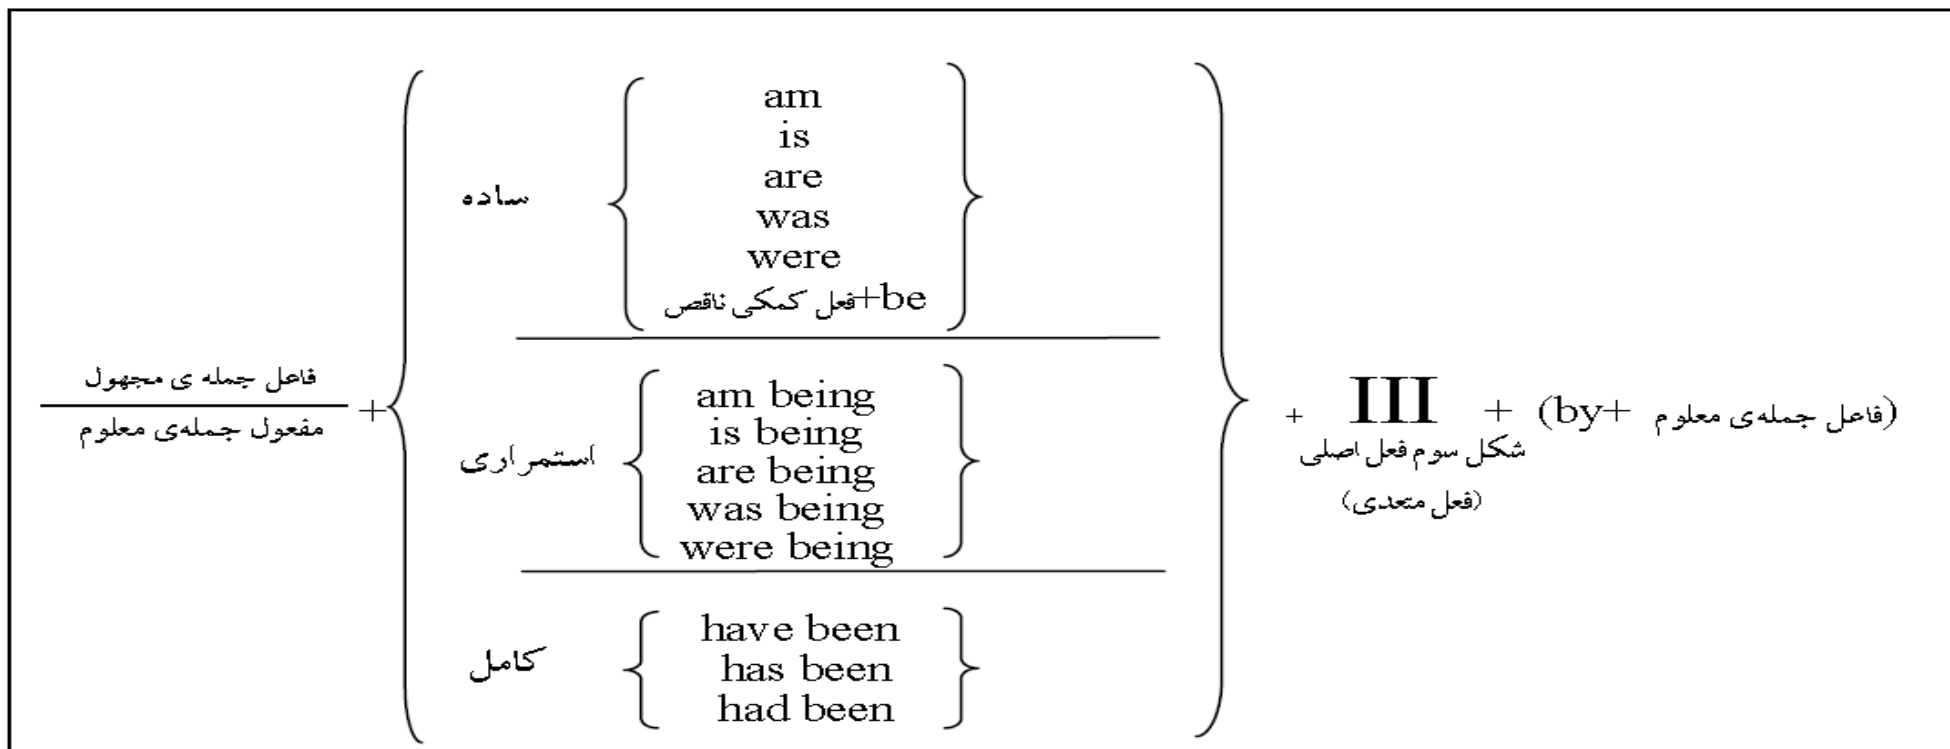 فاعل جمله ی مجهول
مفعول جمله‌ی معلوم
+
ساده
am
is
are
was
were
فعل کمکی ناقص+be
استمراری
am being
is being
are being
was being
were being
کامل
have been
has been
had been
+ III + (by+ فاعل جمله‌ی معلوم)
شکل سوم فعل اصلی
(فعل متعدی)